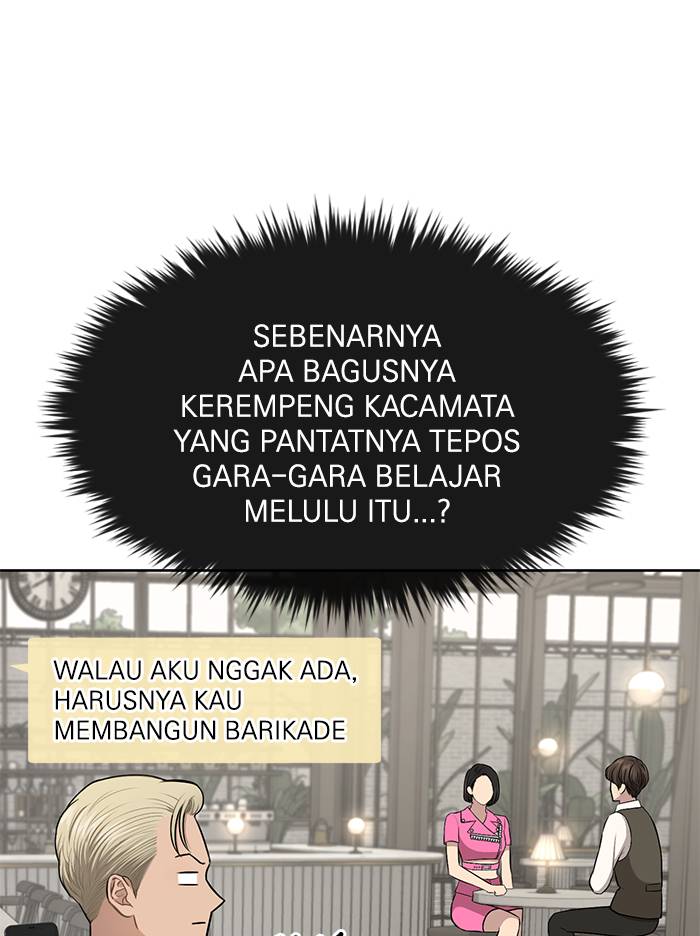 SEBENARNYA
APA BAGUSNYA
KEREMPENG KACAMATA
YANG PANTATNYA TEPOS
GARA-GARA BELAJAR
MELULU ITU...?
WALAU AKU NGGAK ADA,
HARUSNYA KAU
MEMBANGUN BARIKADE